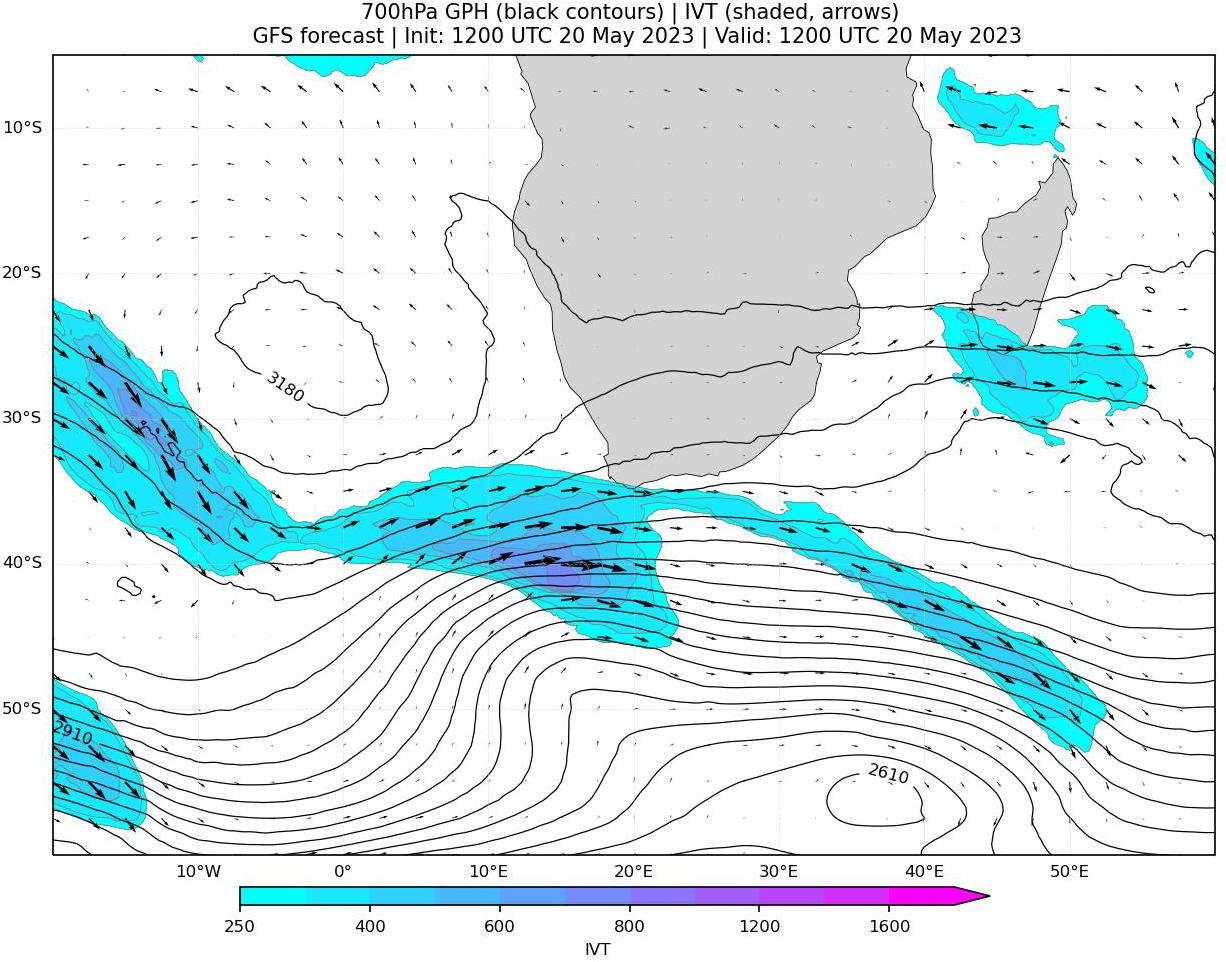 700hPa GPH (black contours) | IVT (shaded, arrows)
GFS forecast | Init: 1200 UTC 20 May 2023 | Valid: 1200 UTC 20 May 2023
10°S
20°S
3180
30°S
40°S
50°S
2910
2610
10°W 0° 10°E 20°E 30°E 40°E 50°E
250 400 600 800 1200 1600
IVT